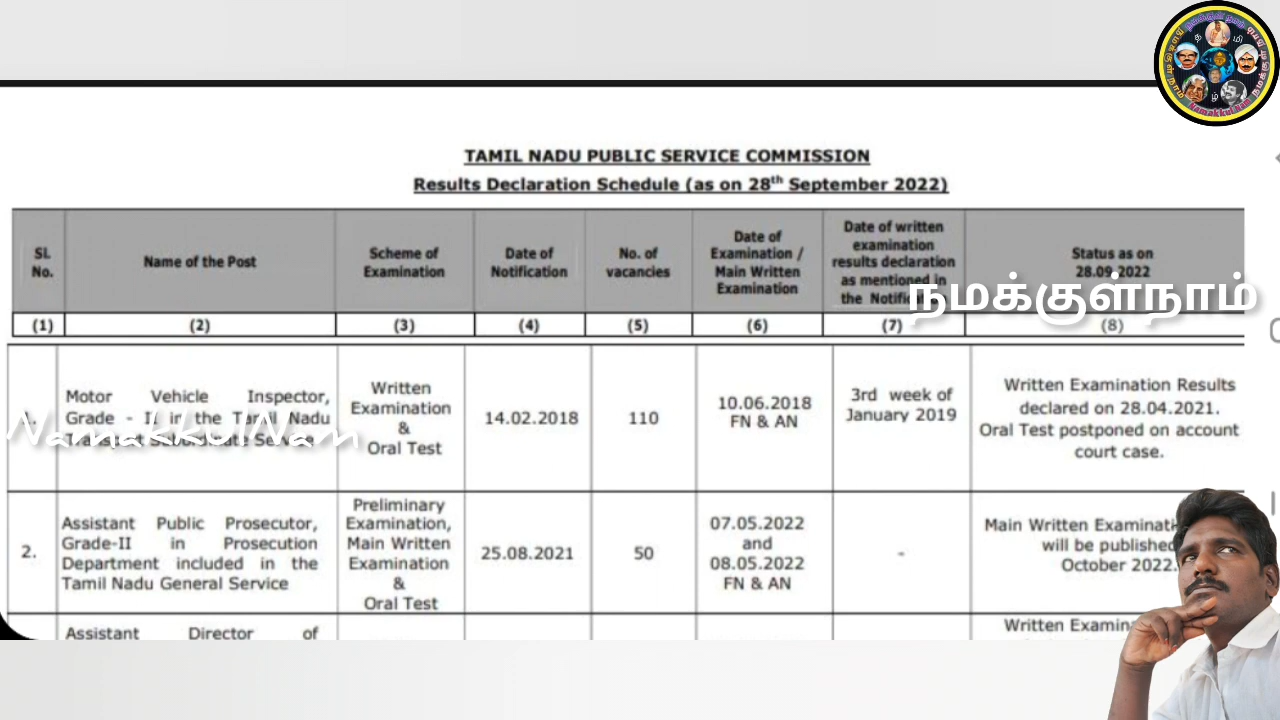 TAMIL NADU PUBLIC SERVICE COMMISSION
Results Declaration Schedule (as on 28th September 2022)
Sl. No.
Name of the Post
Scheme of Examination
Date of Notification
No. of vacancies
Date of Examination / Main Written Examination
Date of written examination results declaration as mentioned in the
Status as on 28.09.2022
நமக்குள்நாம்
(1) (2) (3) (4) (5) (6) (7) (8)
Motor Vehicle Inspector,
Grade - II in the Tamil Nadu
NamakkulNam
Written
Examination
&
Oral Test
14.02.2018
110
10.06.2018
FN & AN
3rd week of
January 2019
Written Examination Results
declared on 28.04.2021.
Oral Test postponed on account
court case.
2.
Assistant Public Prosecutor,
Grade-II in Prosecution
Department included in the
Tamil Nadu General Service
Preliminary
Examination,
Main Written
Examination
&
Oral Test
25.08.2021
50
07.05.2022
and
08.05.2022
FN & AN
-
Main Written
will be published
October 2022.
Assistant Director of
Written